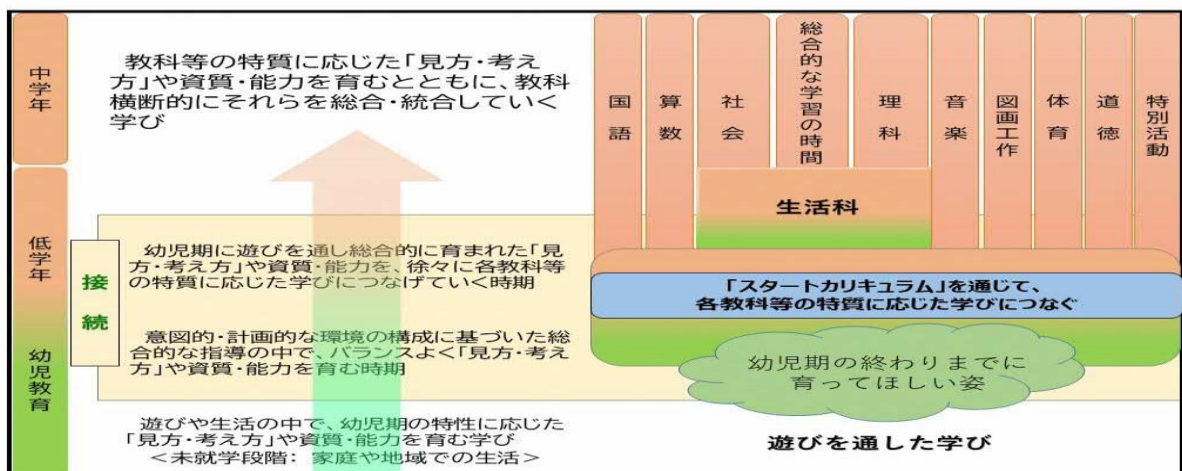 中学年
教科等の特質に応じた「見方・考え
方」や資質・能力を育むとともに、教科
横断的にそれらを総合・統合していく
学び
国語
算数
社会
総合的な学習の時間
理科
音楽
図画工作
体育
道徳
特別活動
生活科
低学年
接続
幼児期に遊びを通し総合的に育まれた「見
方・考え方」や資質・能力を、徐々に各教科等
の特質に応じた学びにつなげていく時期
「スタートカリキュラム」を通じて、
各教科等の特質に応じた学びにつなぐ
意図的・計画的な環境の構成に基づいた総
合的な指導の中で、バランスよく「見方・考え
方」や資質・能力を育む時期
幼児期の終わりまでに
育ってほしい姿
幼児教育
遊びや生活の中で、幼児期の特性に応じた
「見方・考え方」や資質・能力を育む学び
＜未就学段階： 家庭や地域での生活＞
遊びを通した学び